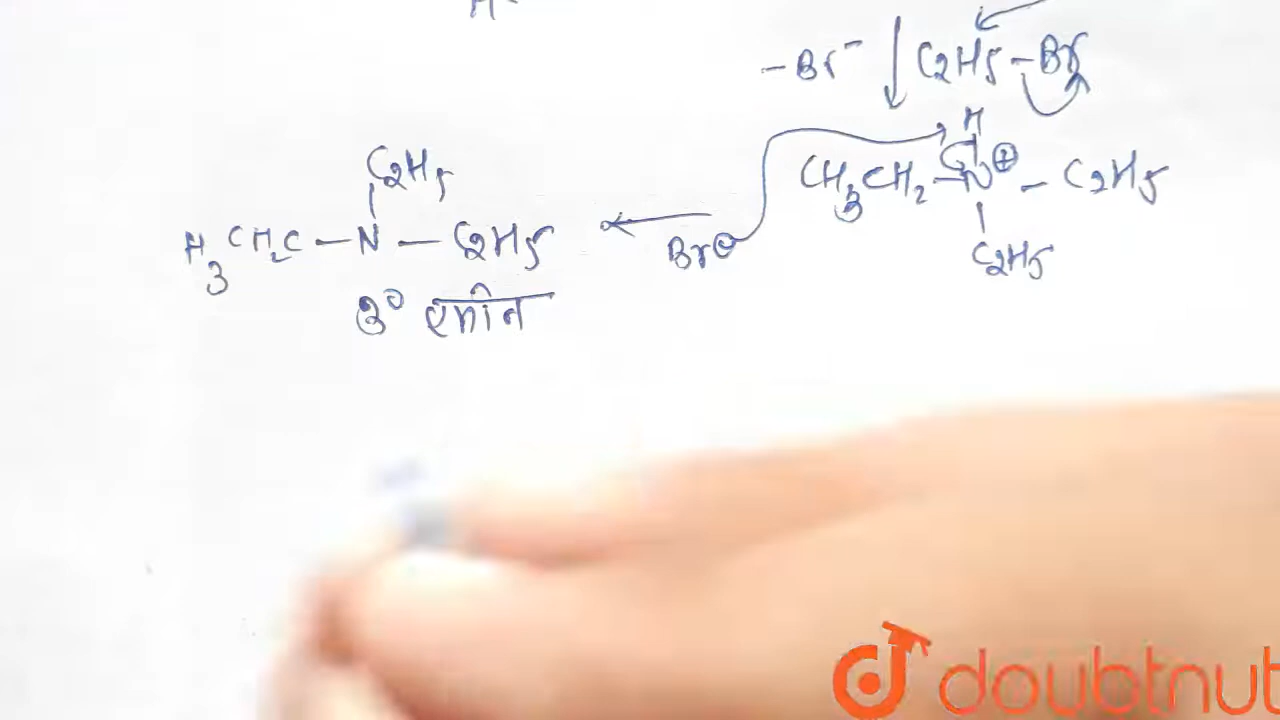 -Br⁻ ↓ C2H5-Br
H
CH3CH2-N⊕-C2H5
C2H5
Br⊖
C2H5
H3CH2C-N-C2H5
3° एमीन
doubtnut